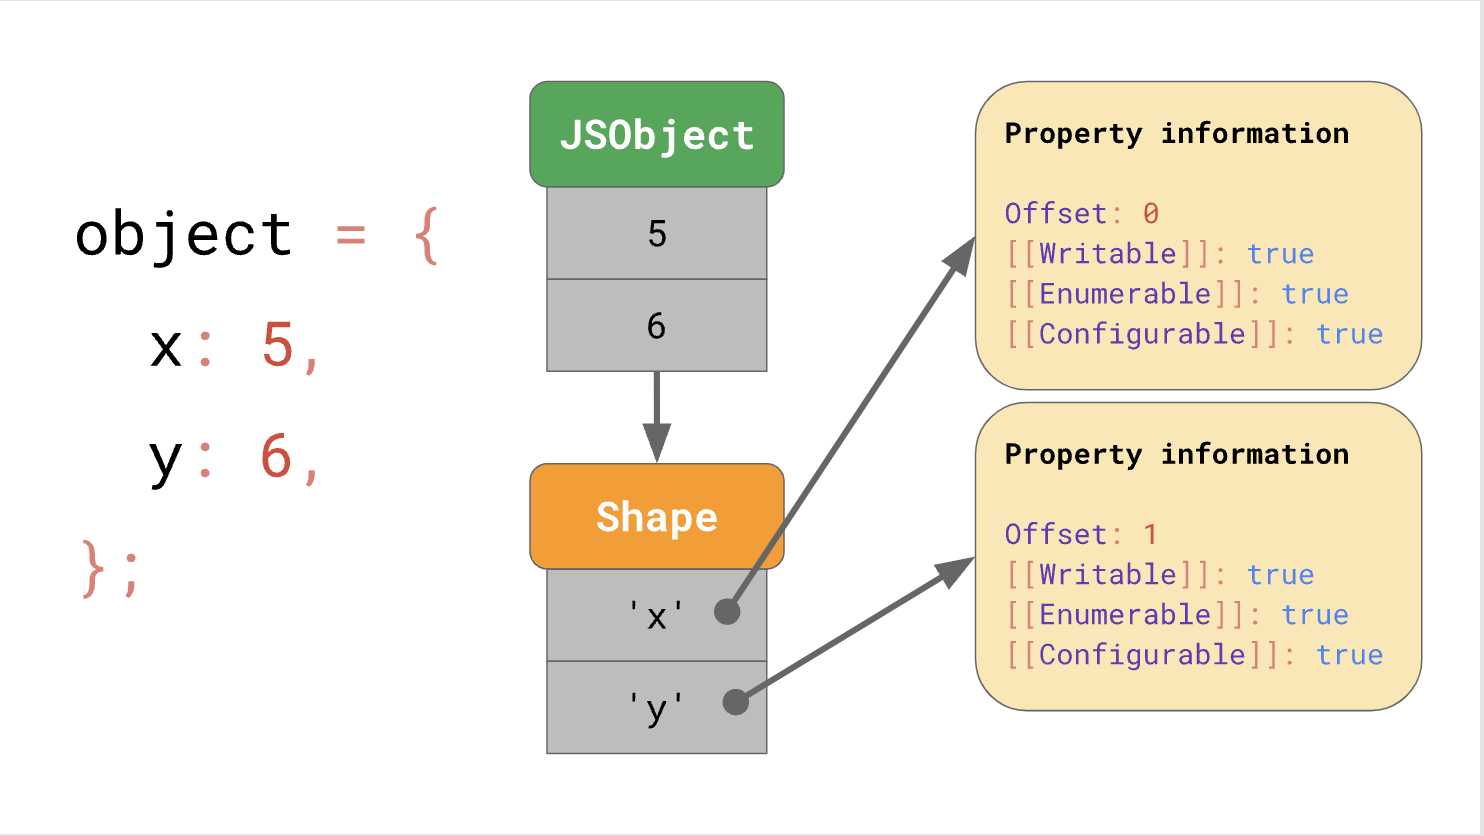 object = {
x: 5,
y: 6,
};
JSObject
5
6
Shape
'x'
'y'
Property information
Offset: 0
[[Writable]]: true
[[Enumerable]]: true
[[Configurable]]: true
Property information
Offset: 1
[[Writable]]: true
[[Enumerable]]: true
[[Configurable]]: true